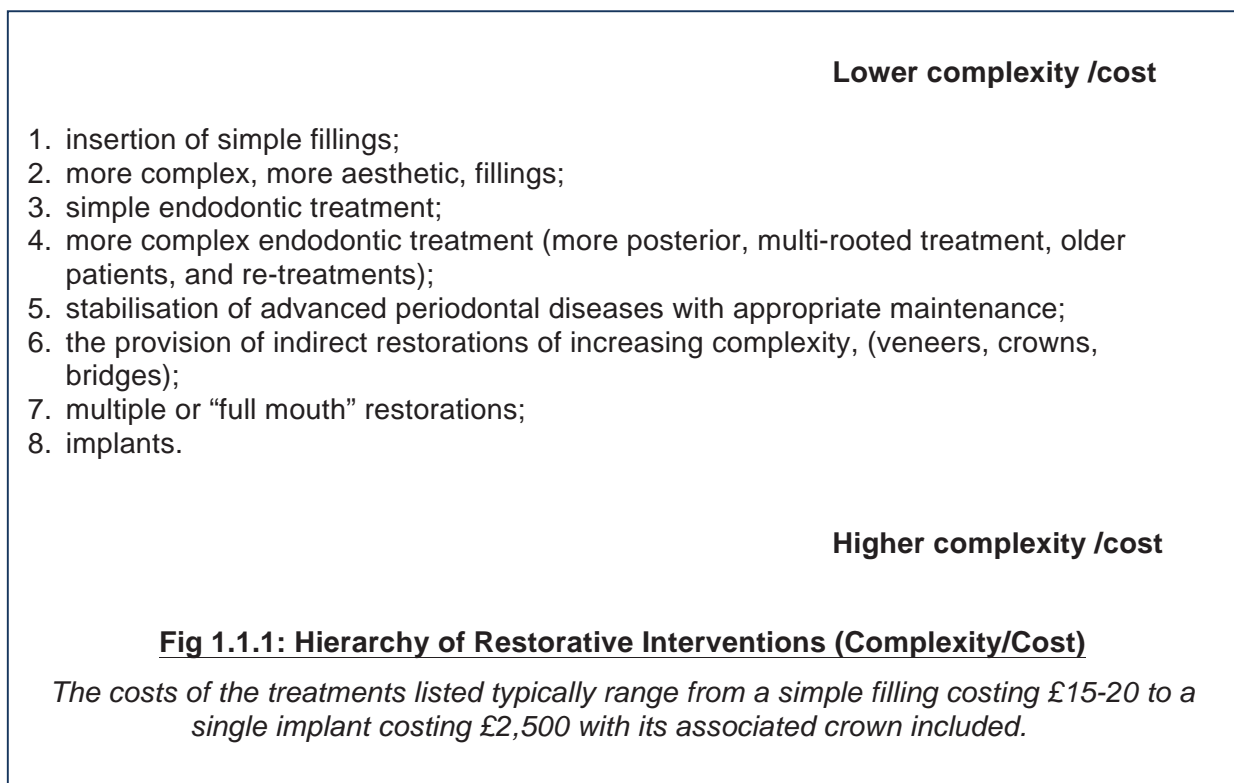 Lower complexity /cost
1. insertion of simple fillings;
2. more complex, more aesthetic, fillings;
3. simple endodontic treatment;
4. more complex endodontic treatment (more posterior, multi-rooted treatment, older
patients, and re-treatments);
5. stabilisation of advanced periodontal diseases with appropriate maintenance;
6. the provision of indirect restorations of increasing complexity, (veneers, crowns,
bridges);
7. multiple or “full mouth” restorations;
8. implants.
Higher complexity /cost
Fig 1.1.1: Hierarchy of Restorative Interventions (Complexity/Cost)
The costs of the treatments listed typically range from a simple filling costing £15-20 to a
single implant costing £2,500 with its associated crown included.